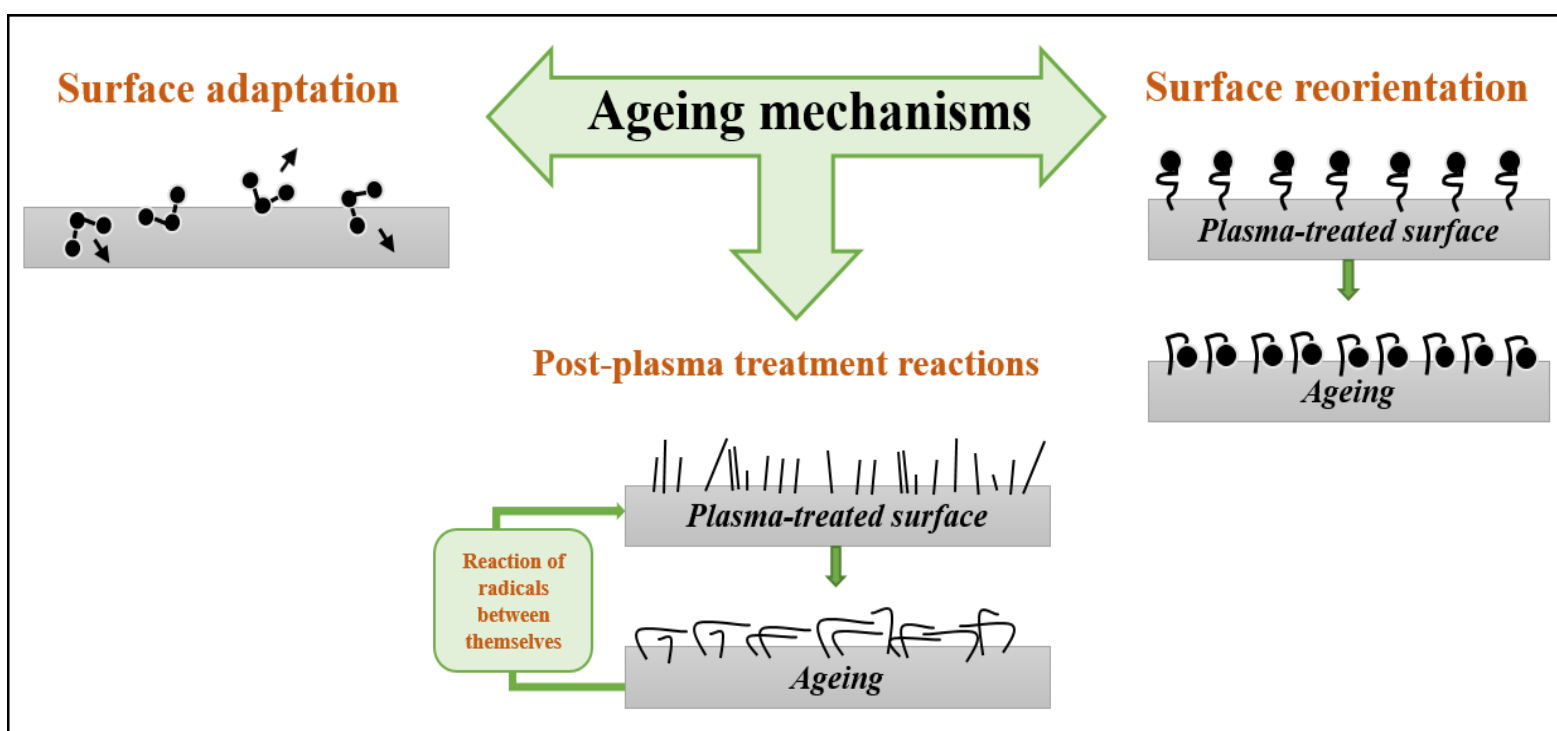 Ageing mechanisms
Surface adaptation
Surface reorientation
Plasma-treated surface
Ageing
Post-plasma treatment reactions
Plasma-treated surface
Reaction of
radicals
between
themselves
Ageing